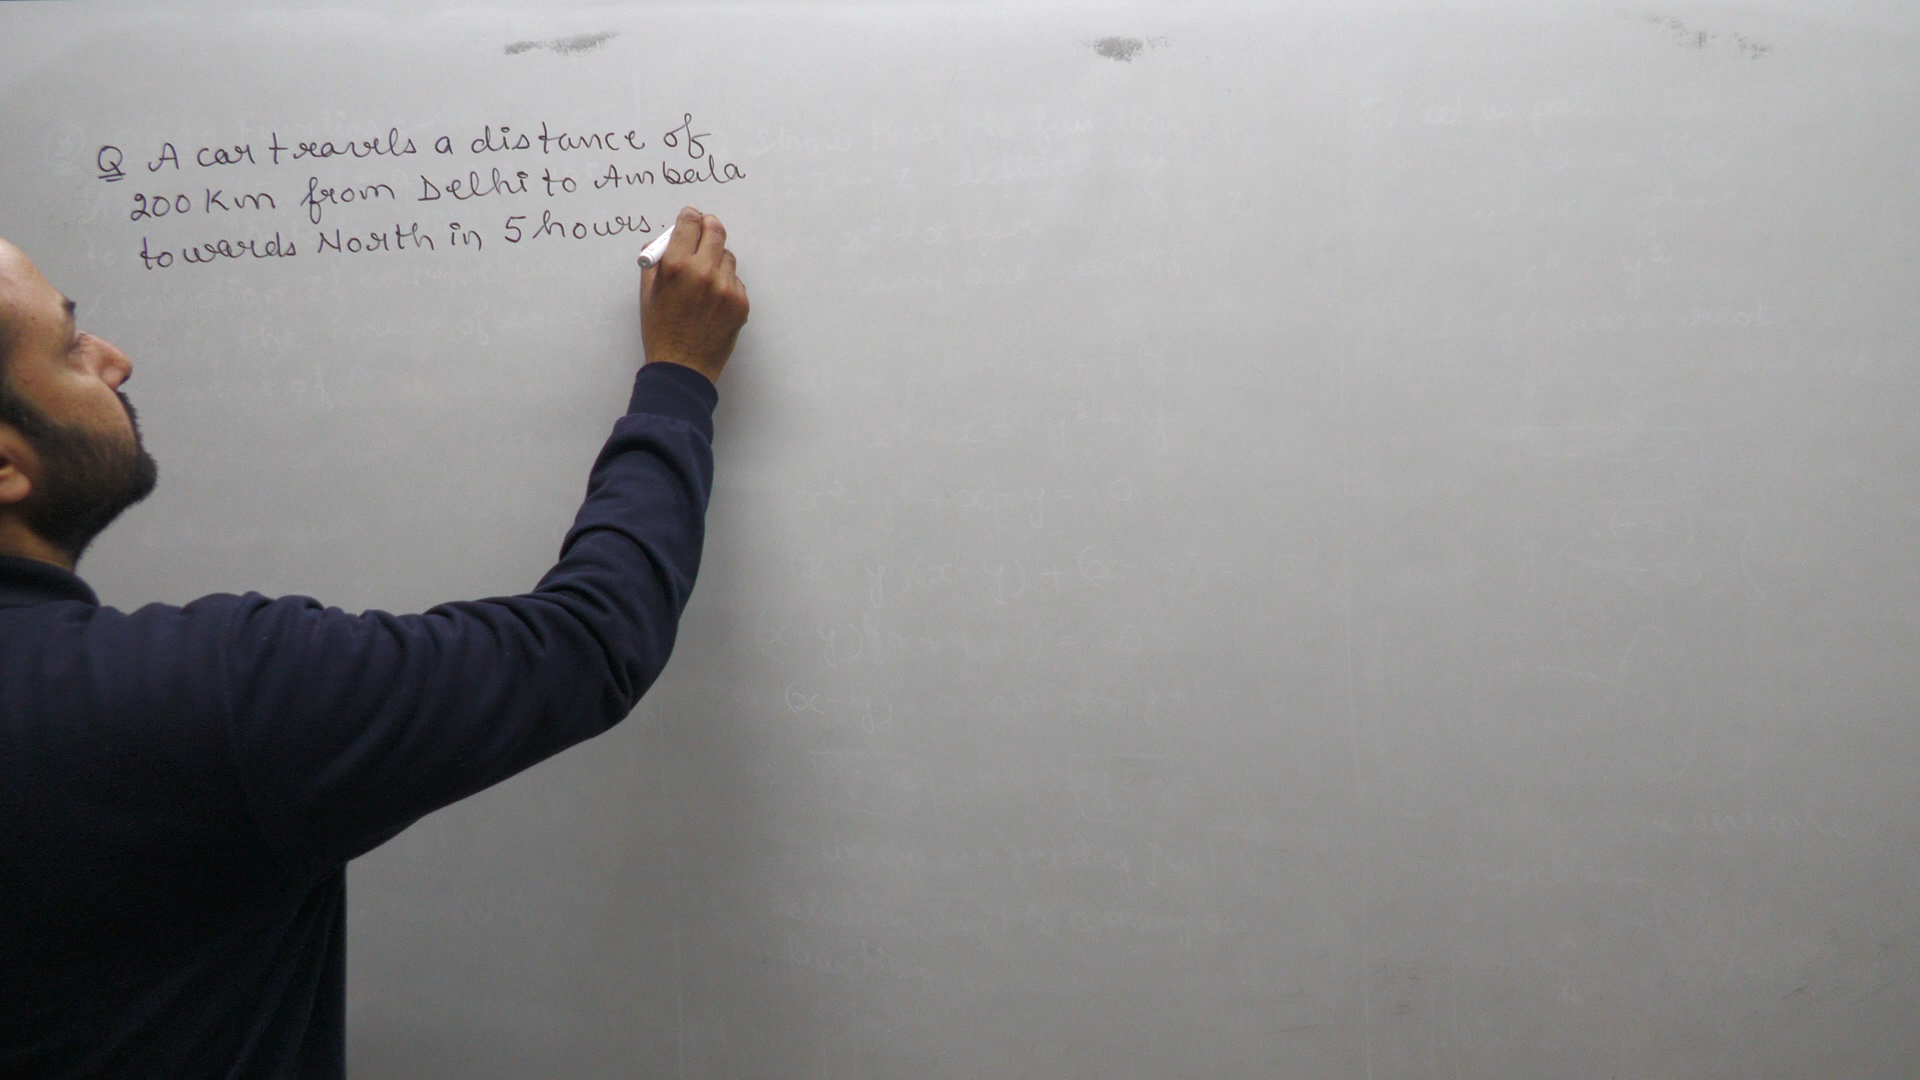 Q A car travels a distance of
200 Km from Delhi to Ambala
towards North in 5 hours.